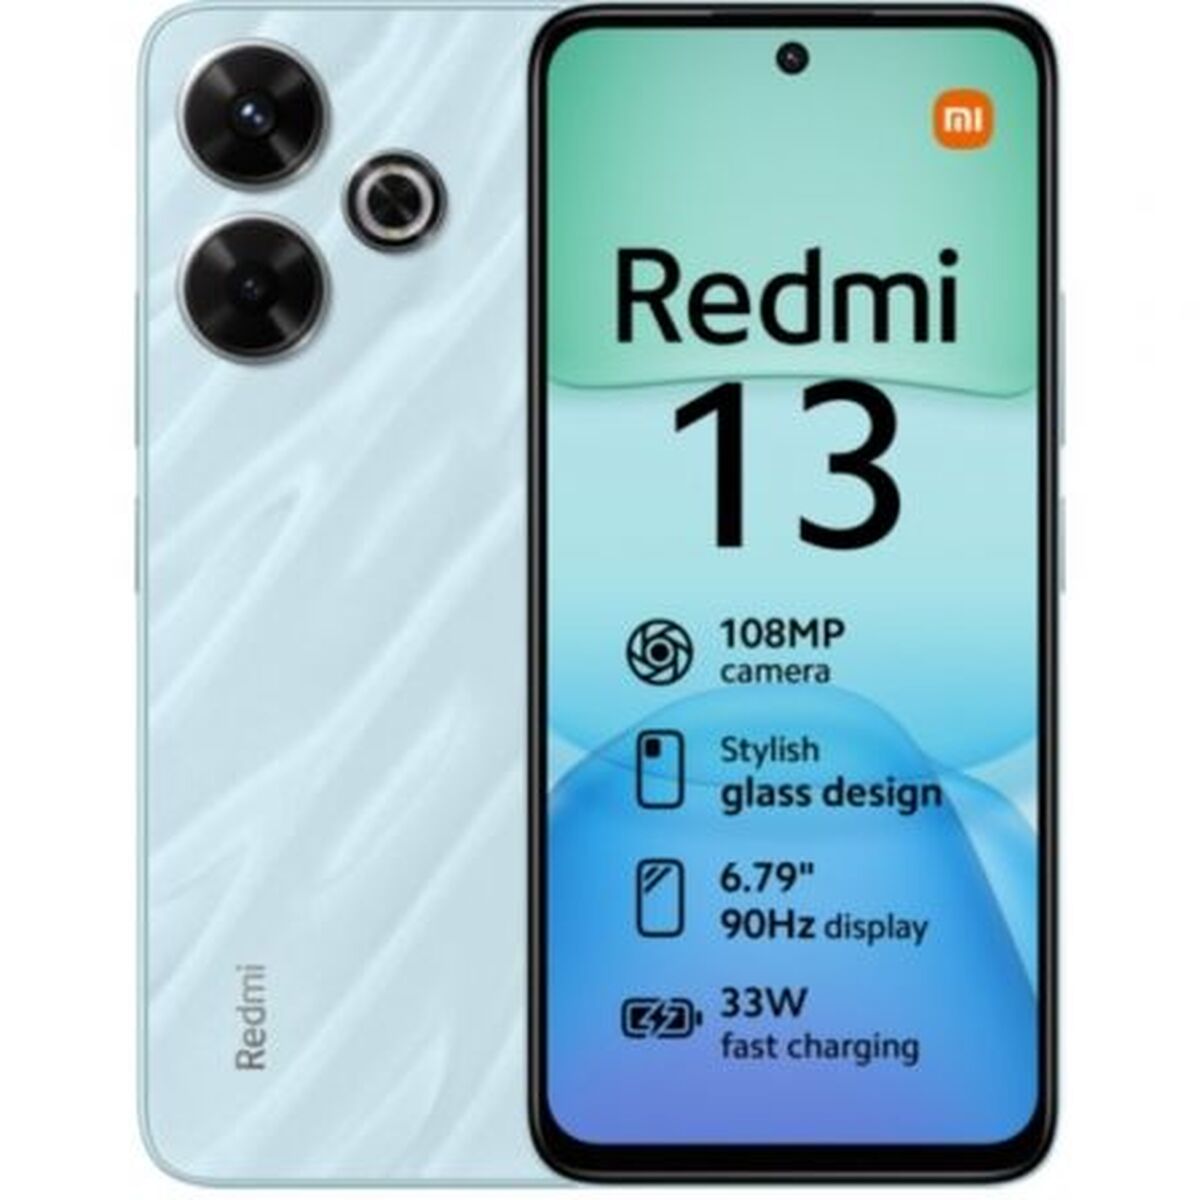 mi
Redmi
13
108MP
camera
Stylish
glass design
6.79"
90Hz display
33W
fast charging
Redmi